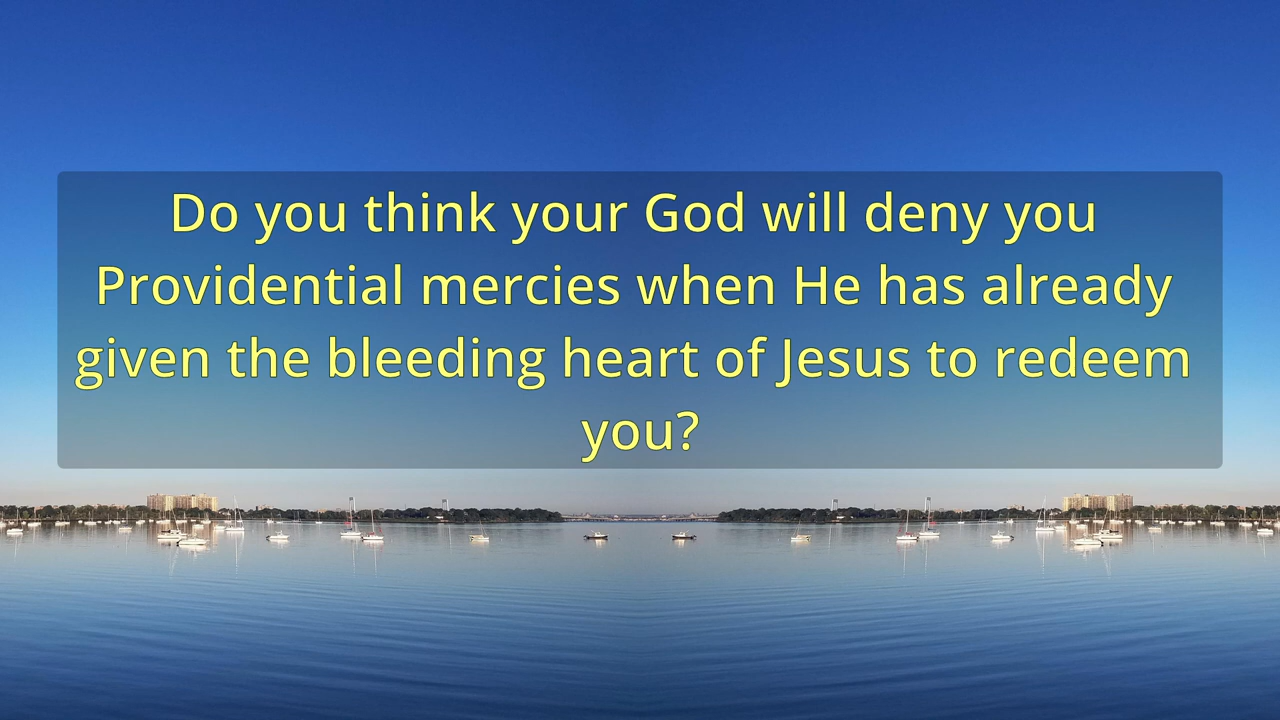 Do you think your God will deny you
Providential mercies when He has already
given the bleeding heart of Jesus to redeem
you?